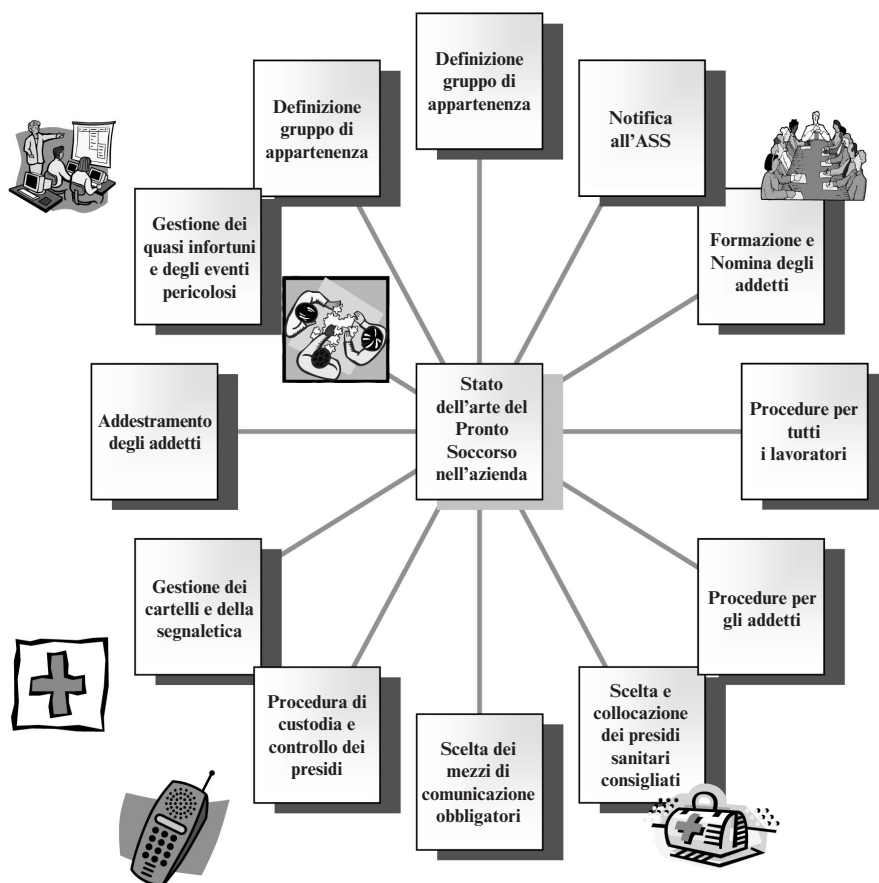 Definizione
gruppo di
appartenenza
Definizione
gruppo di
appartenenza
Notifica
all'ASS
Gestione dei
quasi infortuni
e degli eventi
pericolosi
Formazione e
Nomina degli
addetti
Stato
dell'arte del
Pronto
Soccorso
nell'azienda
Addestramento
degli addetti
Procedure per
tutti
i lavoratori
Gestione dei
cartelli e della
segnaletica
Procedure per
gli addetti
Procedura di
custodia e
controllo dei
presidi
Scelta dei
mezzi di
comunicazione
obbligatori
Scelta e
collocazione
dei presidi
sanitari
consigliati